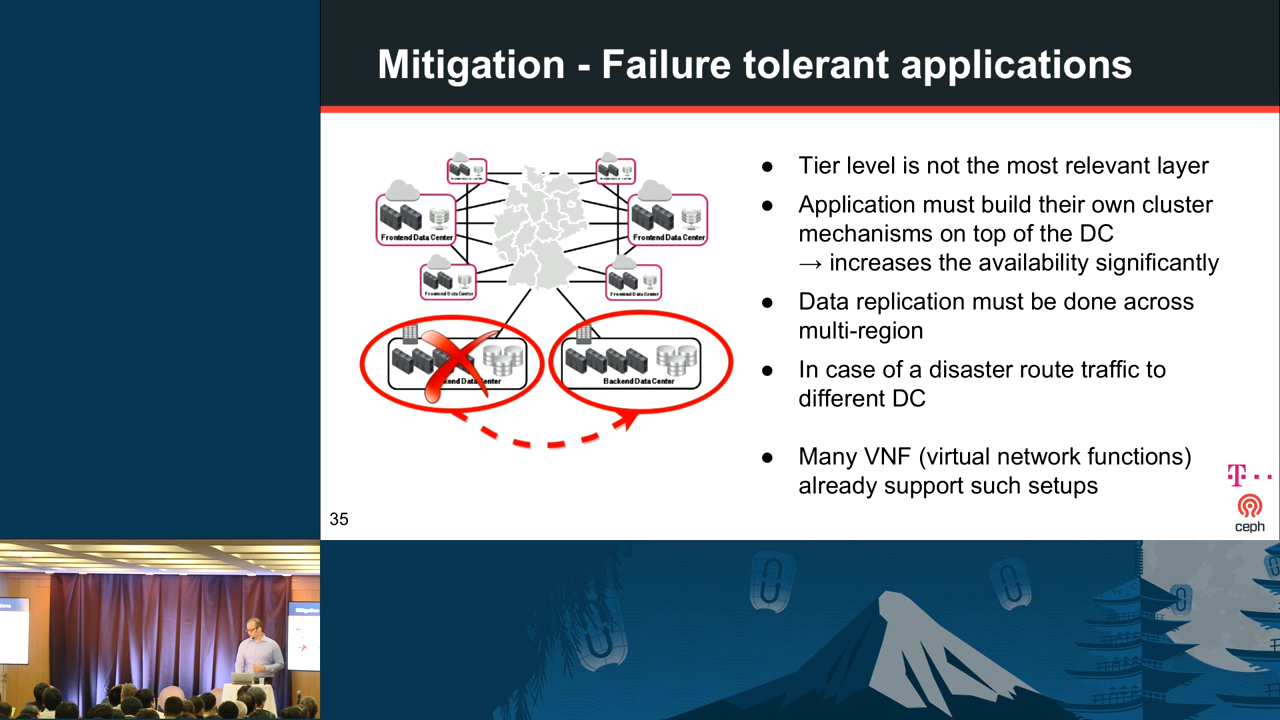 Mitigation - Failure tolerant applications
● Tier level is not the most relevant layer
● Application must build their own cluster
mechanisms on top of the DC
→ increases the availability significantly
● Data replication must be done across
multi-region
● In case of a disaster route traffic to
different DC
● Many VNF (virtual network functions)
already support such setups
Frontend Data Center
Frontend Data Center
Frontend Data Center
Frontend Data Center
Backend Data Center
35
T
ceph